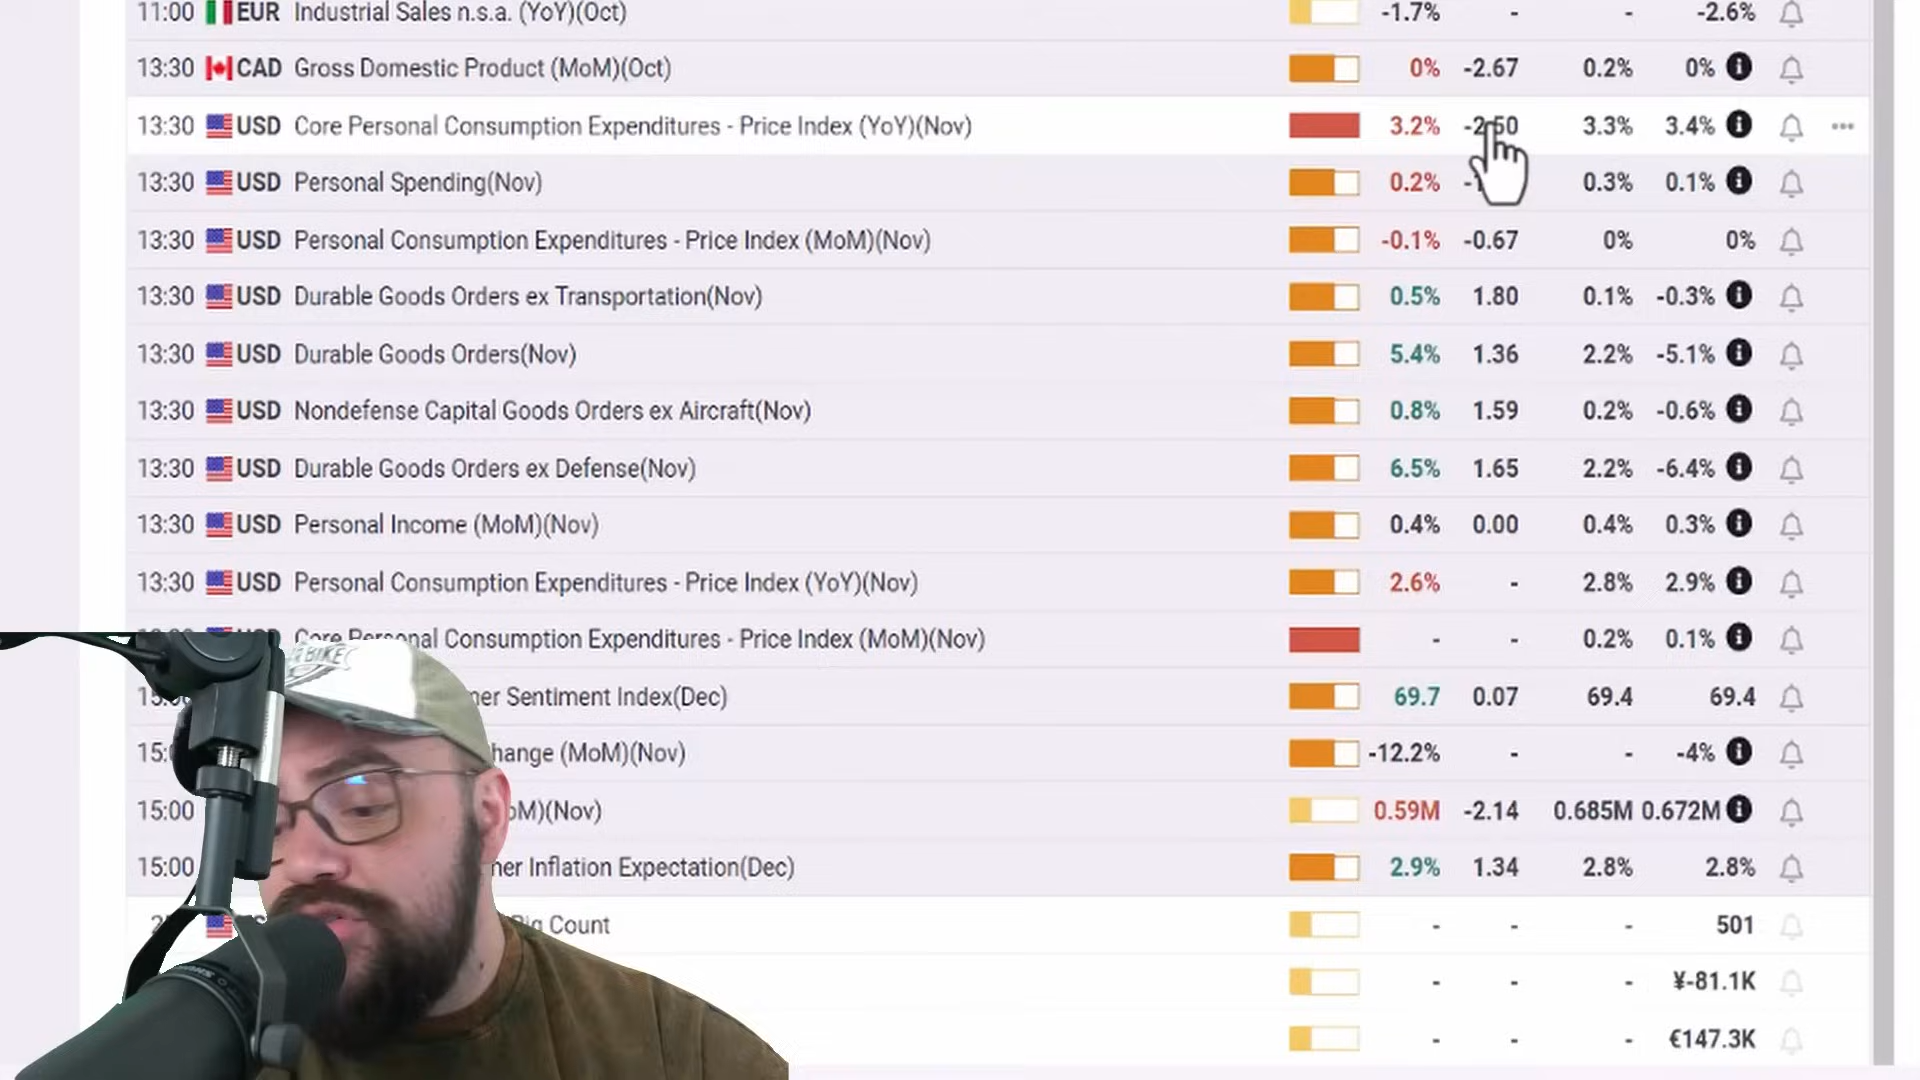 11:00 EUR Industrial Sales n.s.a. (YoY)(Oct) -1.7% - - -2.6%
13:30 CAD Gross Domestic Product (MoM)(Oct) 0% -2.67 0.2% 0%
13:30 USD Core Personal Consumption Expenditures - Price Index (YoY)(Nov) 3.2% -2.50 3.3% 3.4%
13:30 USD Personal Spending(Nov) 0.2% 0.3% 0.1%
13:30 USD Personal Consumption Expenditures - Price Index (MoM)(Nov) -0.1% -0.67 0% 0%
13:30 USD Durable Goods Orders ex Transportation(Nov) 0.5% 1.80 0.1% -0.3%
13:30 USD Durable Goods Orders(Nov) 5.4% 1.36 2.2% -5.1%
13:30 USD Nondefense Capital Goods Orders ex Aircraft(Nov) 0.8% 1.59 0.2% -0.6%
13:30 USD Durable Goods Orders ex Defense(Nov) 6.5% 1.65 2.2% -6.4%
13:30 USD Personal Income (MoM)(Nov) 0.4% 0.00 0.4% 0.3%
13:30 USD Personal Consumption Expenditures - Price Index (YoY)(Nov) 2.6% - 2.8% 2.9%
Core Personal Consumption Expenditures - Price Index (MoM)(Nov) - - 0.2% 0.1%
Sentiment Index(Dec) 69.7 0.07 69.4 69.4
(MoM)(Nov) -12.2% - - -4%
15:00 (Nov) 0.59M -2.14 0.685M 0.672M
15:00 Inflation Expectation(Dec) 2.9% 1.34 2.8% 2.8%
Count - - - 501
- - - ¥-81.1K
- - - €147.3K